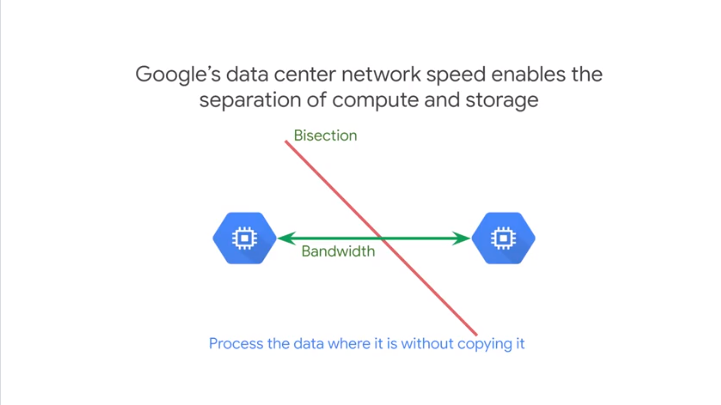 Google's data center network speed enables the
separation of compute and storage
Bisection
Bandwidth
Process the data where it is without copying it